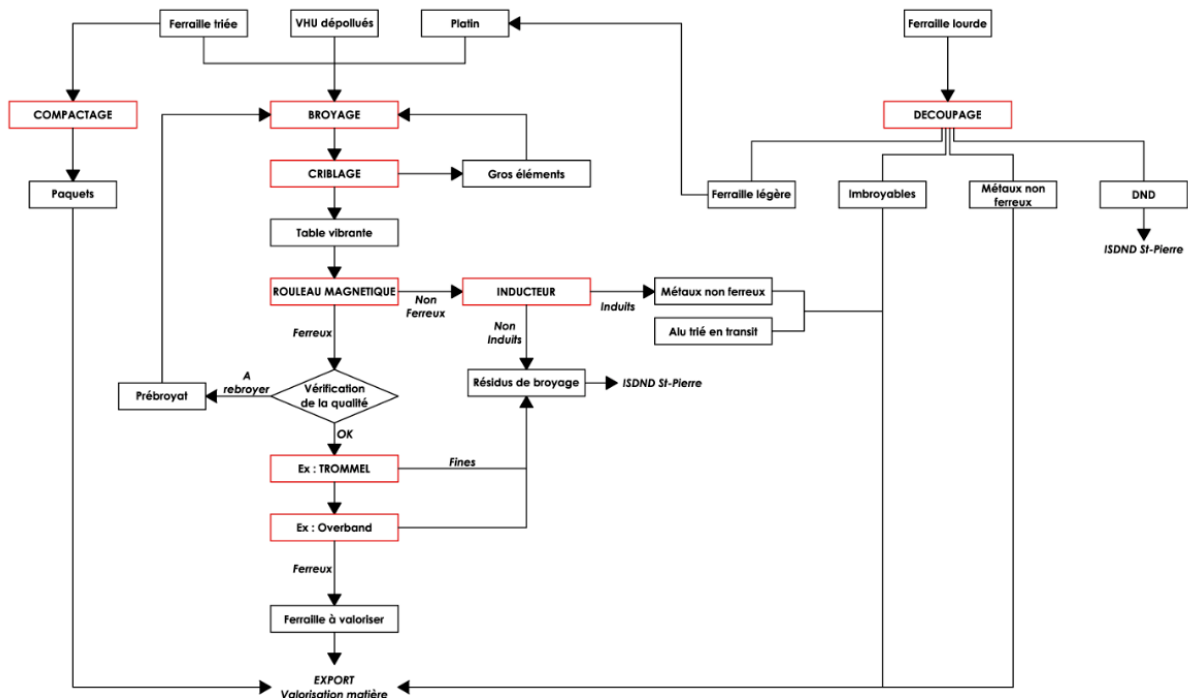 Ferraille triée
VHU dépollués
Platin
Ferraille lourde
COMPACTAGE
BROYAGE
DECOUPAGE
CRIBLAGE
Gros éléments
Paquets
Ferraille légère
Imbroyables
Métaux non
ferreux
DND
Table vibrante
ISDND St-Pierre
ROULEAU MAGNETIQUE
Non
Ferreux
INDUCTEUR
Induits
Métaux non ferreux
Ferreux
Non
Induits
Alu trié en transit
A
rebroyer
Prébroyat
Vérification
de la qualité
Résidus de broyage
ISDND St-Pierre
OK
Ex : TROMMEL
Fines
Ex : Overband
Ferreux
Ferraille à valoriser
EXPORT
Valorisation matière